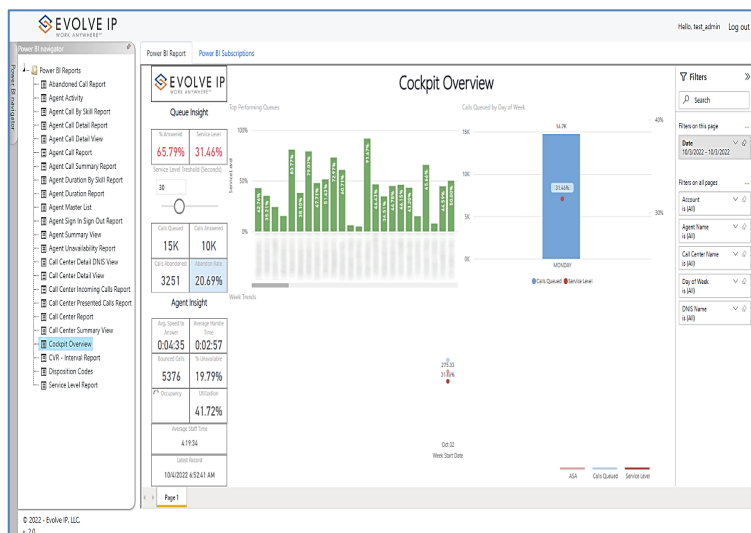 EVOLVE IP
WORK ANYWHERE™
Hello, test_admin Log out
Power BI navigator
Power BI navigator
Power BI Reports
Abandoned Call Report
Agent Activity
Agent Call By Skill Report
Agent Call Detail Report
Agent Call Detail View
Agent Call Report
Agent Call Summary Report
Agent Duration By Skill Report
Agent Duration Report
Agent Master List
Agent Sign In Sign Out Report
Agent Summary View
Agent Unavailability Report
Call Center Detail DNIS View
Call Center Detail View
Call Center Incoming Calls Report
Call Center Presented Calls Report
Call Center Report
Call Center Summary View
Cockpit Overview
CVR - Interval Report
Disposition Codes
Service Level Report
Power BI Report Power BI Subscriptions
EVOLVE IP
WORK ANYWHERE™
Cockpit Overview
Queue Insight
% Answered Service Level
65.79% 31.46%
Service Level Treshold (Seconds)
30
Calls Queued Calls Answered
15K 10K
Calls Abandoned Abandon Rate
3251 20.69%
Agent Insight
Avg. Speed to Answer Average Handle Time
0:04:35 0:02:57
Bounced Calls % Unavailable
5376 19.79%
Occupancy Utilization
41.72%
Average Staff Time
4:19:34
Latest Record
10/4/2022 6:52:41 AM
Top Performing Queues
Service Level
100%
50%
0%
Week Trends
31.46%
Oct 02
Week Start Date
ASA Calls Queued Service Level
Calls Queued by Day of Week
14.7K
40%
15K
10K
5K
0K
31.46%
30%
MONDAY
Calls Queued Service Level
Filters
Search
Filters on this page
Date
10/3/2022 - 10/3/2022
Filters on all pages
Account
is (All)
Agent Name
is (All)
Call Center Name
is (All)
Day of Week
is (All)
DNIS Name
is (All)
Page 1
© 2022 - Evolve IP, LLC.
v. 2.0